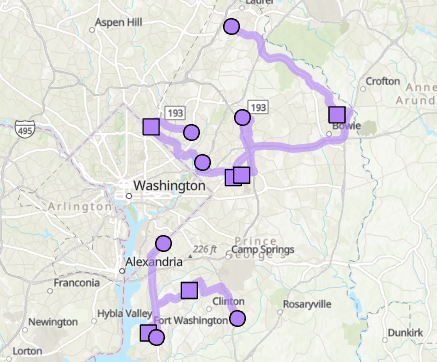 Laurel
Aspen Hill
Crofton
Anne
Arund
193
193
495
Bowie
Washington
Arlington
Prince
George's
226 ft
Camp Springs
Alexandria
Franconia
Clinton
Rosaryville
Hybla Valley
Fort Washington
Newington
Dunkirk
Lorton